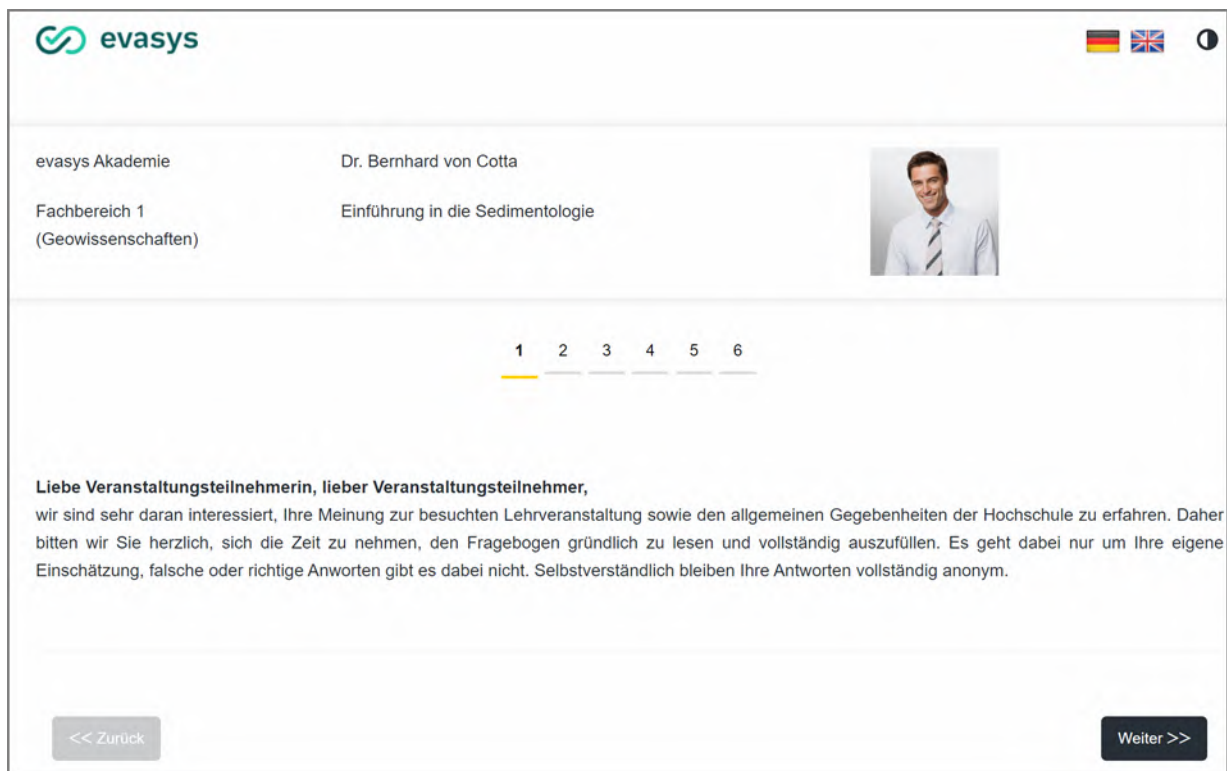 evasys
evasys Akademie
Dr. Bernhard von Cotta
Fachbereich 1
(Geowissenschaften)
Einführung in die Sedimentologie
1 2 3 4 5 6
Liebe Veranstaltungsteilnehmerin, lieber Veranstaltungsteilnehmer,
wir sind sehr daran interessiert, Ihre Meinung zur besuchten Lehrveranstaltung sowie den allgemeinen Gegebenheiten der Hochschule zu erfahren. Daher
bitten wir Sie herzlich, sich die Zeit zu nehmen, den Fragebogen gründlich zu lesen und vollständig auszufüllen. Es geht dabei nur um Ihre eigene
Einschätzung, falsche oder richtige Anworten gibt es dabei nicht. Selbstverständlich bleiben Ihre Antworten vollständig anonym.
<< Zurück
Weiter >>